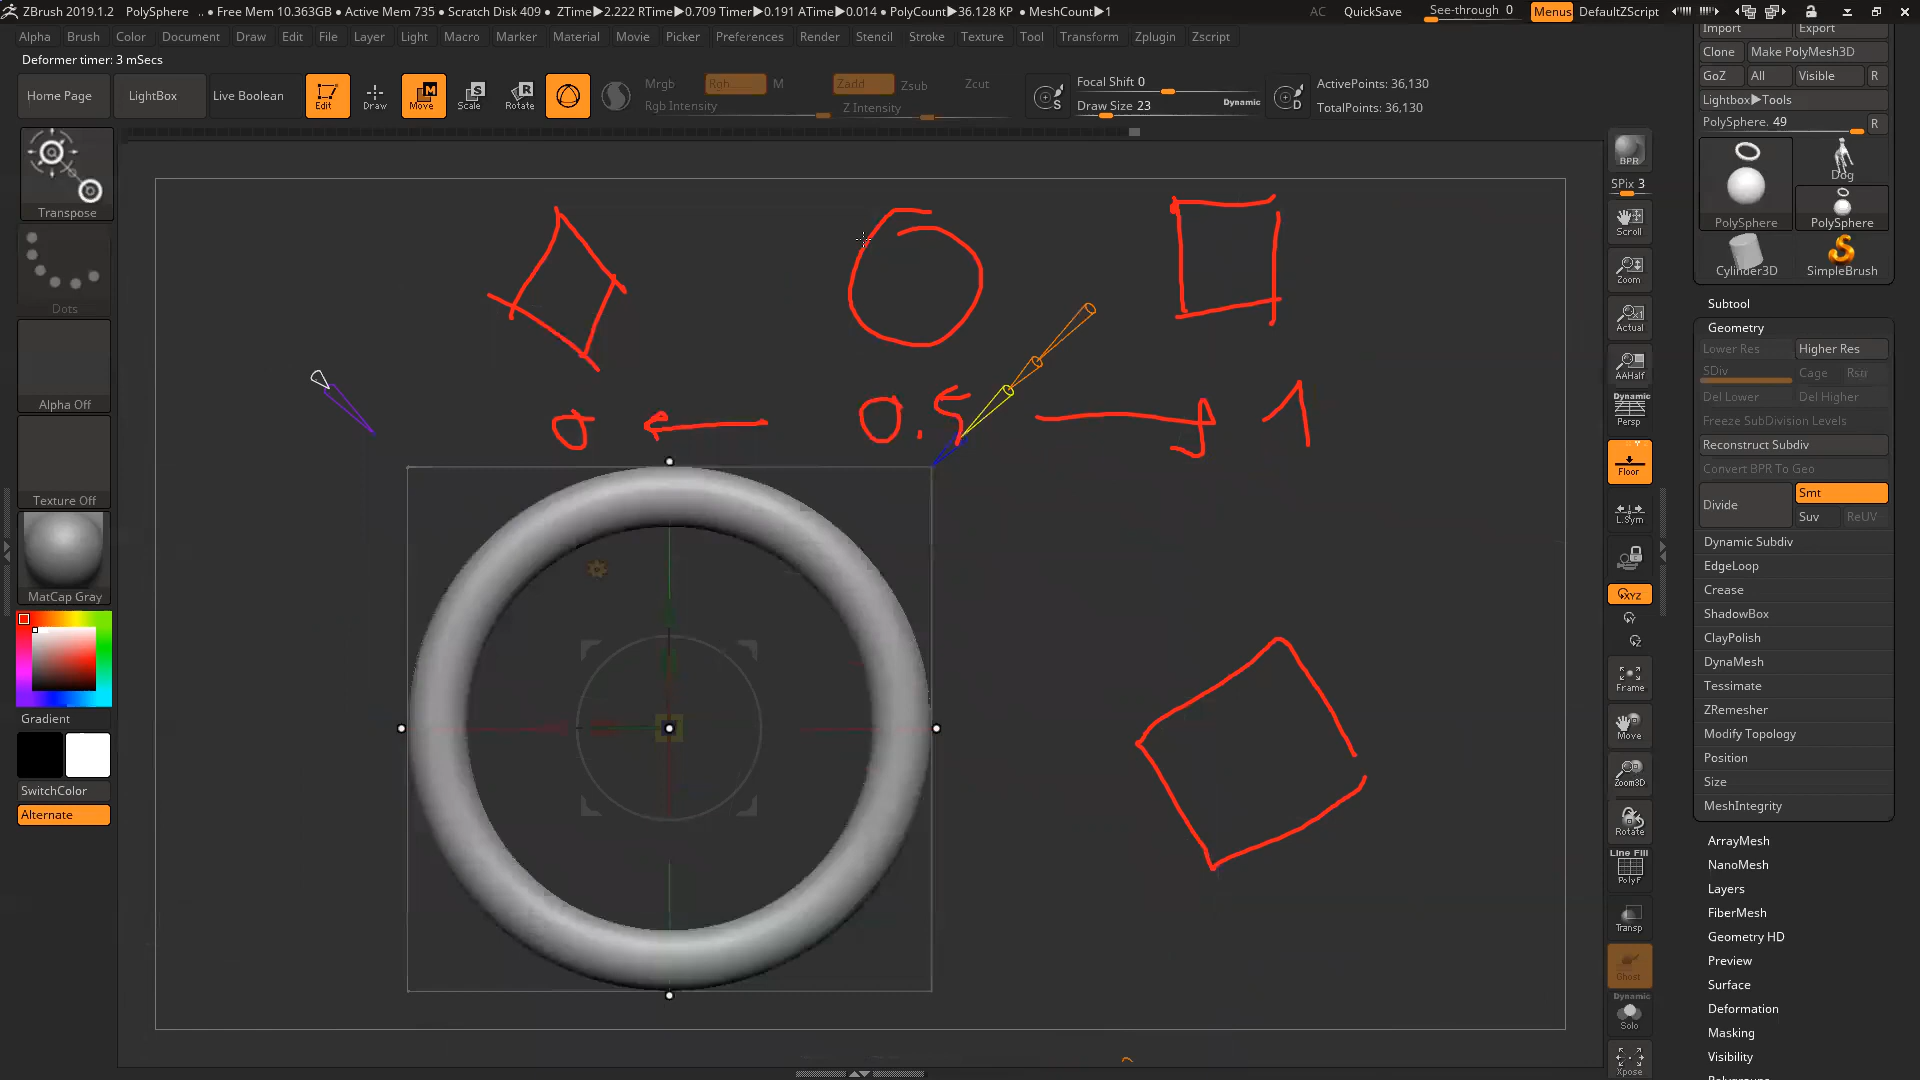 ZBrush 2019.1.2 PolySphere .. • Free Mem 10.363GB • Active Mem 735 • Scratch Disk 409 • ZTime▶2.222 RTime▶0.709 Timer▶0.191 ATime▶0.014 • PolyCount▶36.128 KP • MeshCount▶1 AC QuickSave See-through 0 Menus DefaultZScript
Alpha Brush Color Document Draw Edit File Layer Light Macro Marker Material Movie Picker Preferences Render Stencil Stroke Texture Tool Transform Zplugin Zscript
Deformer timer: 3 mSecs
Home Page LightBox Live Boolean Edit Draw Move Scale Rotate
Mrgb Rgb M Zadd Zsub Zcut
Rgb Intensity Z Intensity
S
Focal Shift 0
Draw Size 23 Dynamic
D
ActivePoints: 36,130
TotalPoints: 36,130
Transpose
Dots
Alpha Off
Texture Off
MatCap Gray
Gradient
SwitchColor
Alternate
0 0.5 1
BPR
SPix 3
Scroll
Zoom
Actual
AAHalf
Dynamic
Persp
Floor
L.Sym
XYZ
Y
Z
Frame
Move
Zoom3D
Rotate
Line Fill
PolyF
Transp
Ghost
Dynamic
Solo
Xpose
Import Export
Clone Make PolyMesh3D
GoZ All Visible R
Lightbox▶Tools
PolySphere. 49 R
PolySphere Dog
PolySphere
Cylinder3D SimpleBrush
Subtool
Geometry
Lower Res Higher Res
SDiv Cage Rstr
Del Lower Del Higher
Freeze SubDivision Levels
Reconstruct Subdiv
Convert BPR To Geo
Divide Smt
Suv ReUV
Dynamic Subdiv
EdgeLoop
Crease
ShadowBox
ClayPolish
DynaMesh
Tessimate
ZRemesher
Modify Topology
Position
Size
MeshIntegrity
ArrayMesh
NanoMesh
Layers
FiberMesh
Geometry HD
Preview
Surface
Deformation
Masking
Visibility